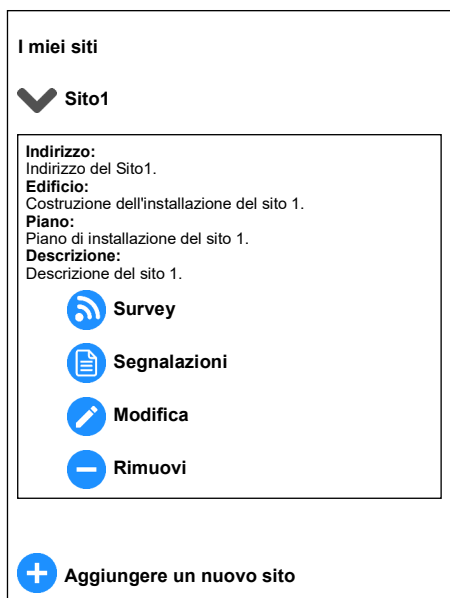 I miei siti
Sito1
Indirizzo:
Indirizzo del Sito1.
Edificio:
Costruzione dell'installazione del sito 1.
Piano:
Piano di installazione del sito 1.
Descrizione:
Descrizione del sito 1.
Survey
Segnalazioni
Modifica
Rimuovi
Aggiungere un nuovo sito